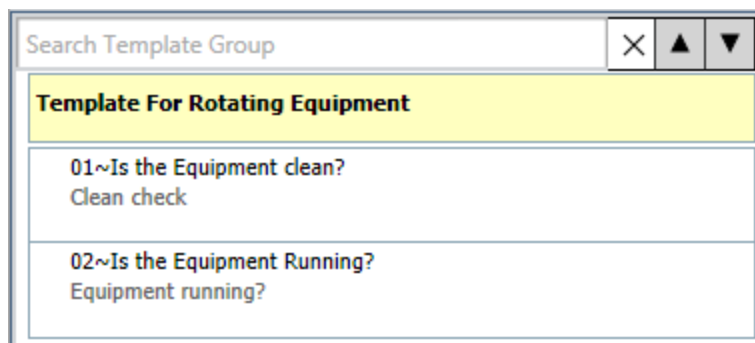 Search Template Group
Template For Rotating Equipment
01~Is the Equipment clean?
Clean check
02~Is the Equipment Running?
Equipment running?